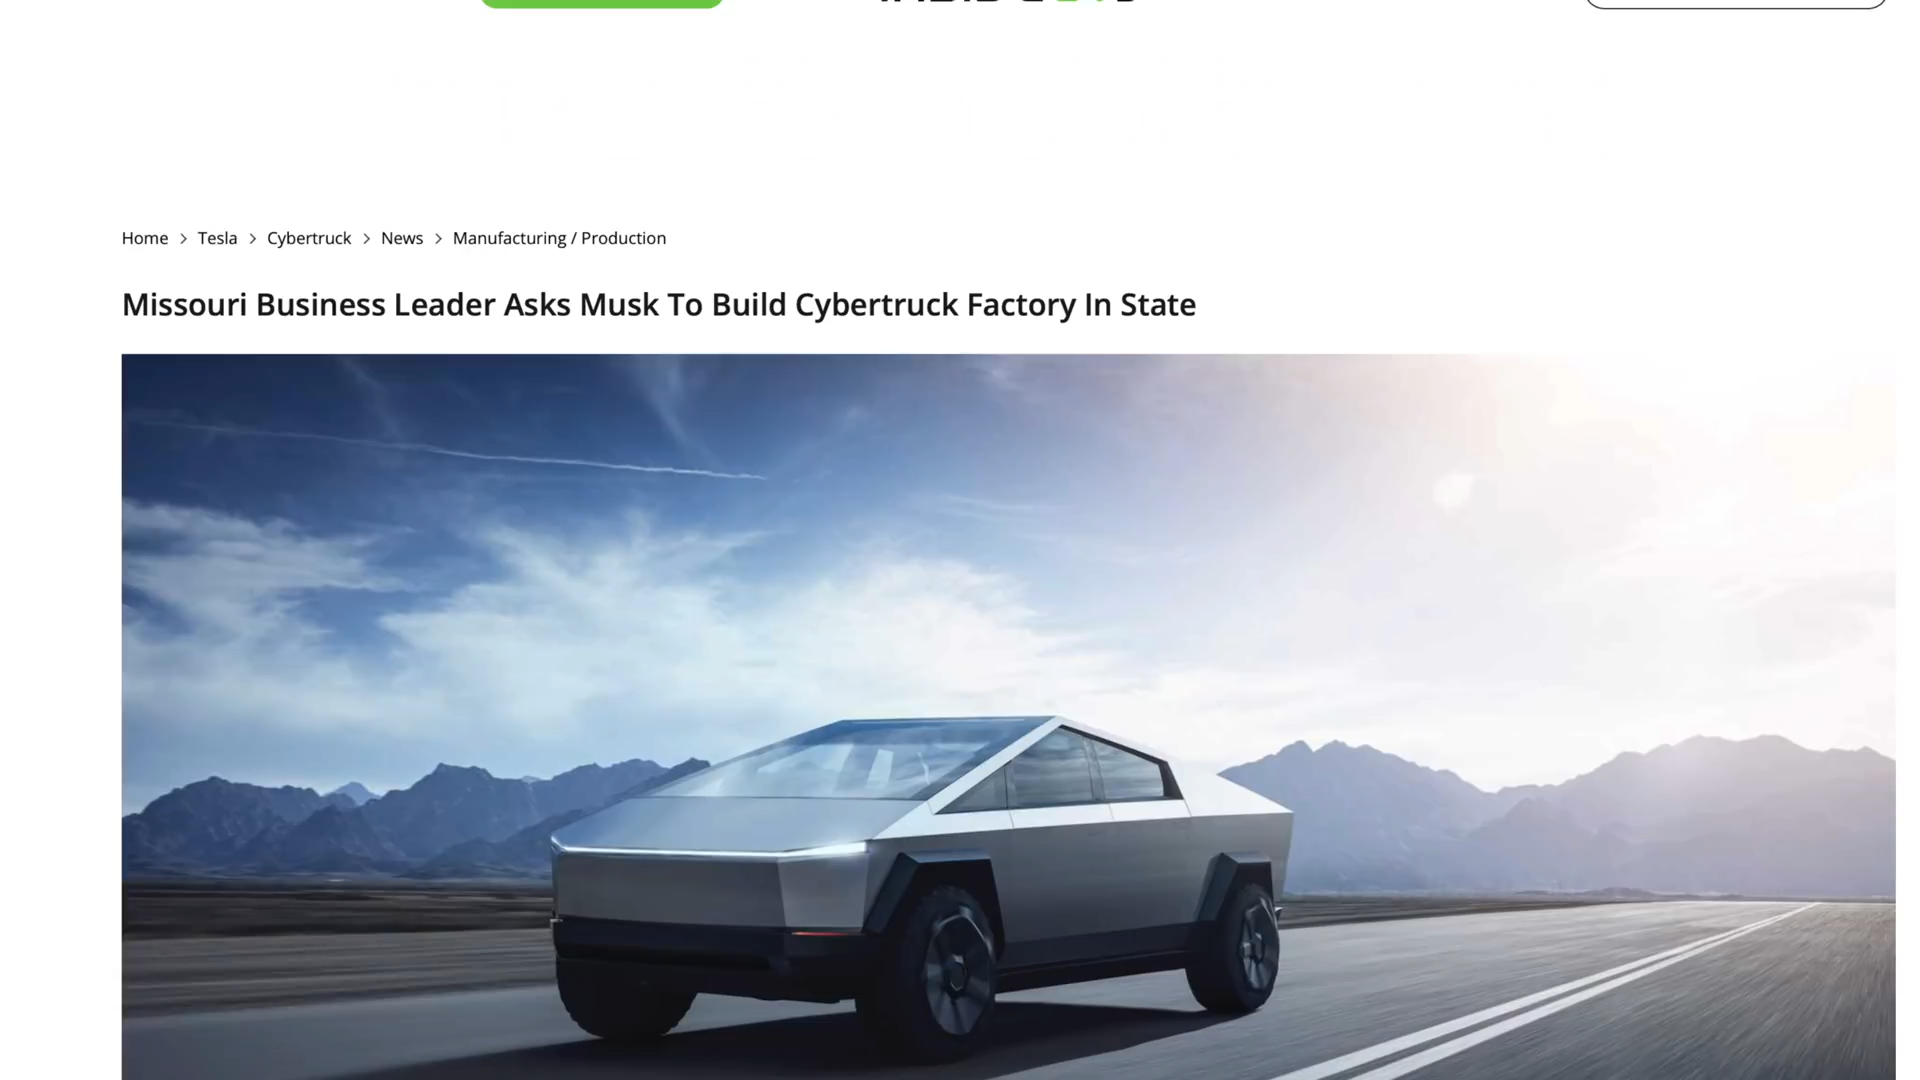 Home > Tesla > Cybertruck > News > Manufacturing / Production
Missouri Business Leader Asks Musk To Build Cybertruck Factory In State